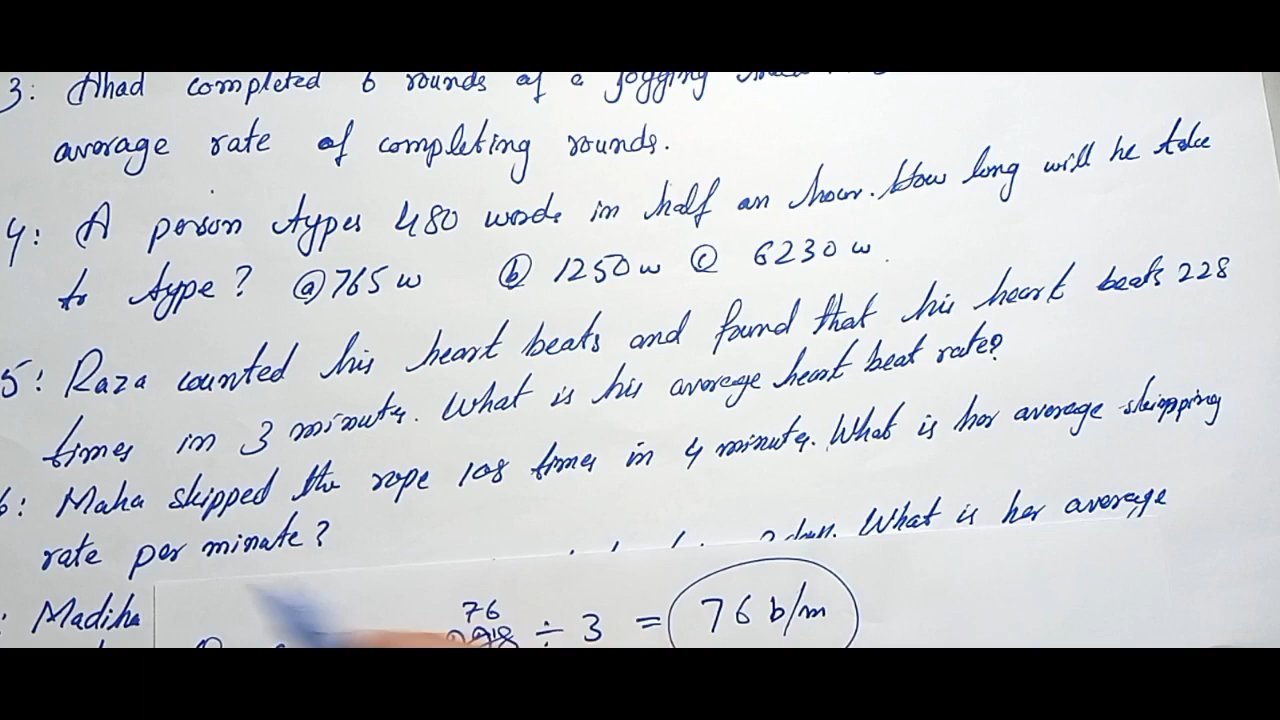 3: Ahad completed 6 rounds of a jogging
average rate of completing rounds.
4: A person types 480 words in half an hour. How long will he take
to type? (a) 765 w (b) 1250 w (c) 6230 w.
5: Raza counted his heart beats and found that his heart beats 228
times in 3 minutes. What is his average heart beat rate?
6: Maha skipped the rope 108 times in 4 minutes. What is her average skipping
rate per minute?
What is her average
: Madiha
76
÷ 3 = 76 b/m